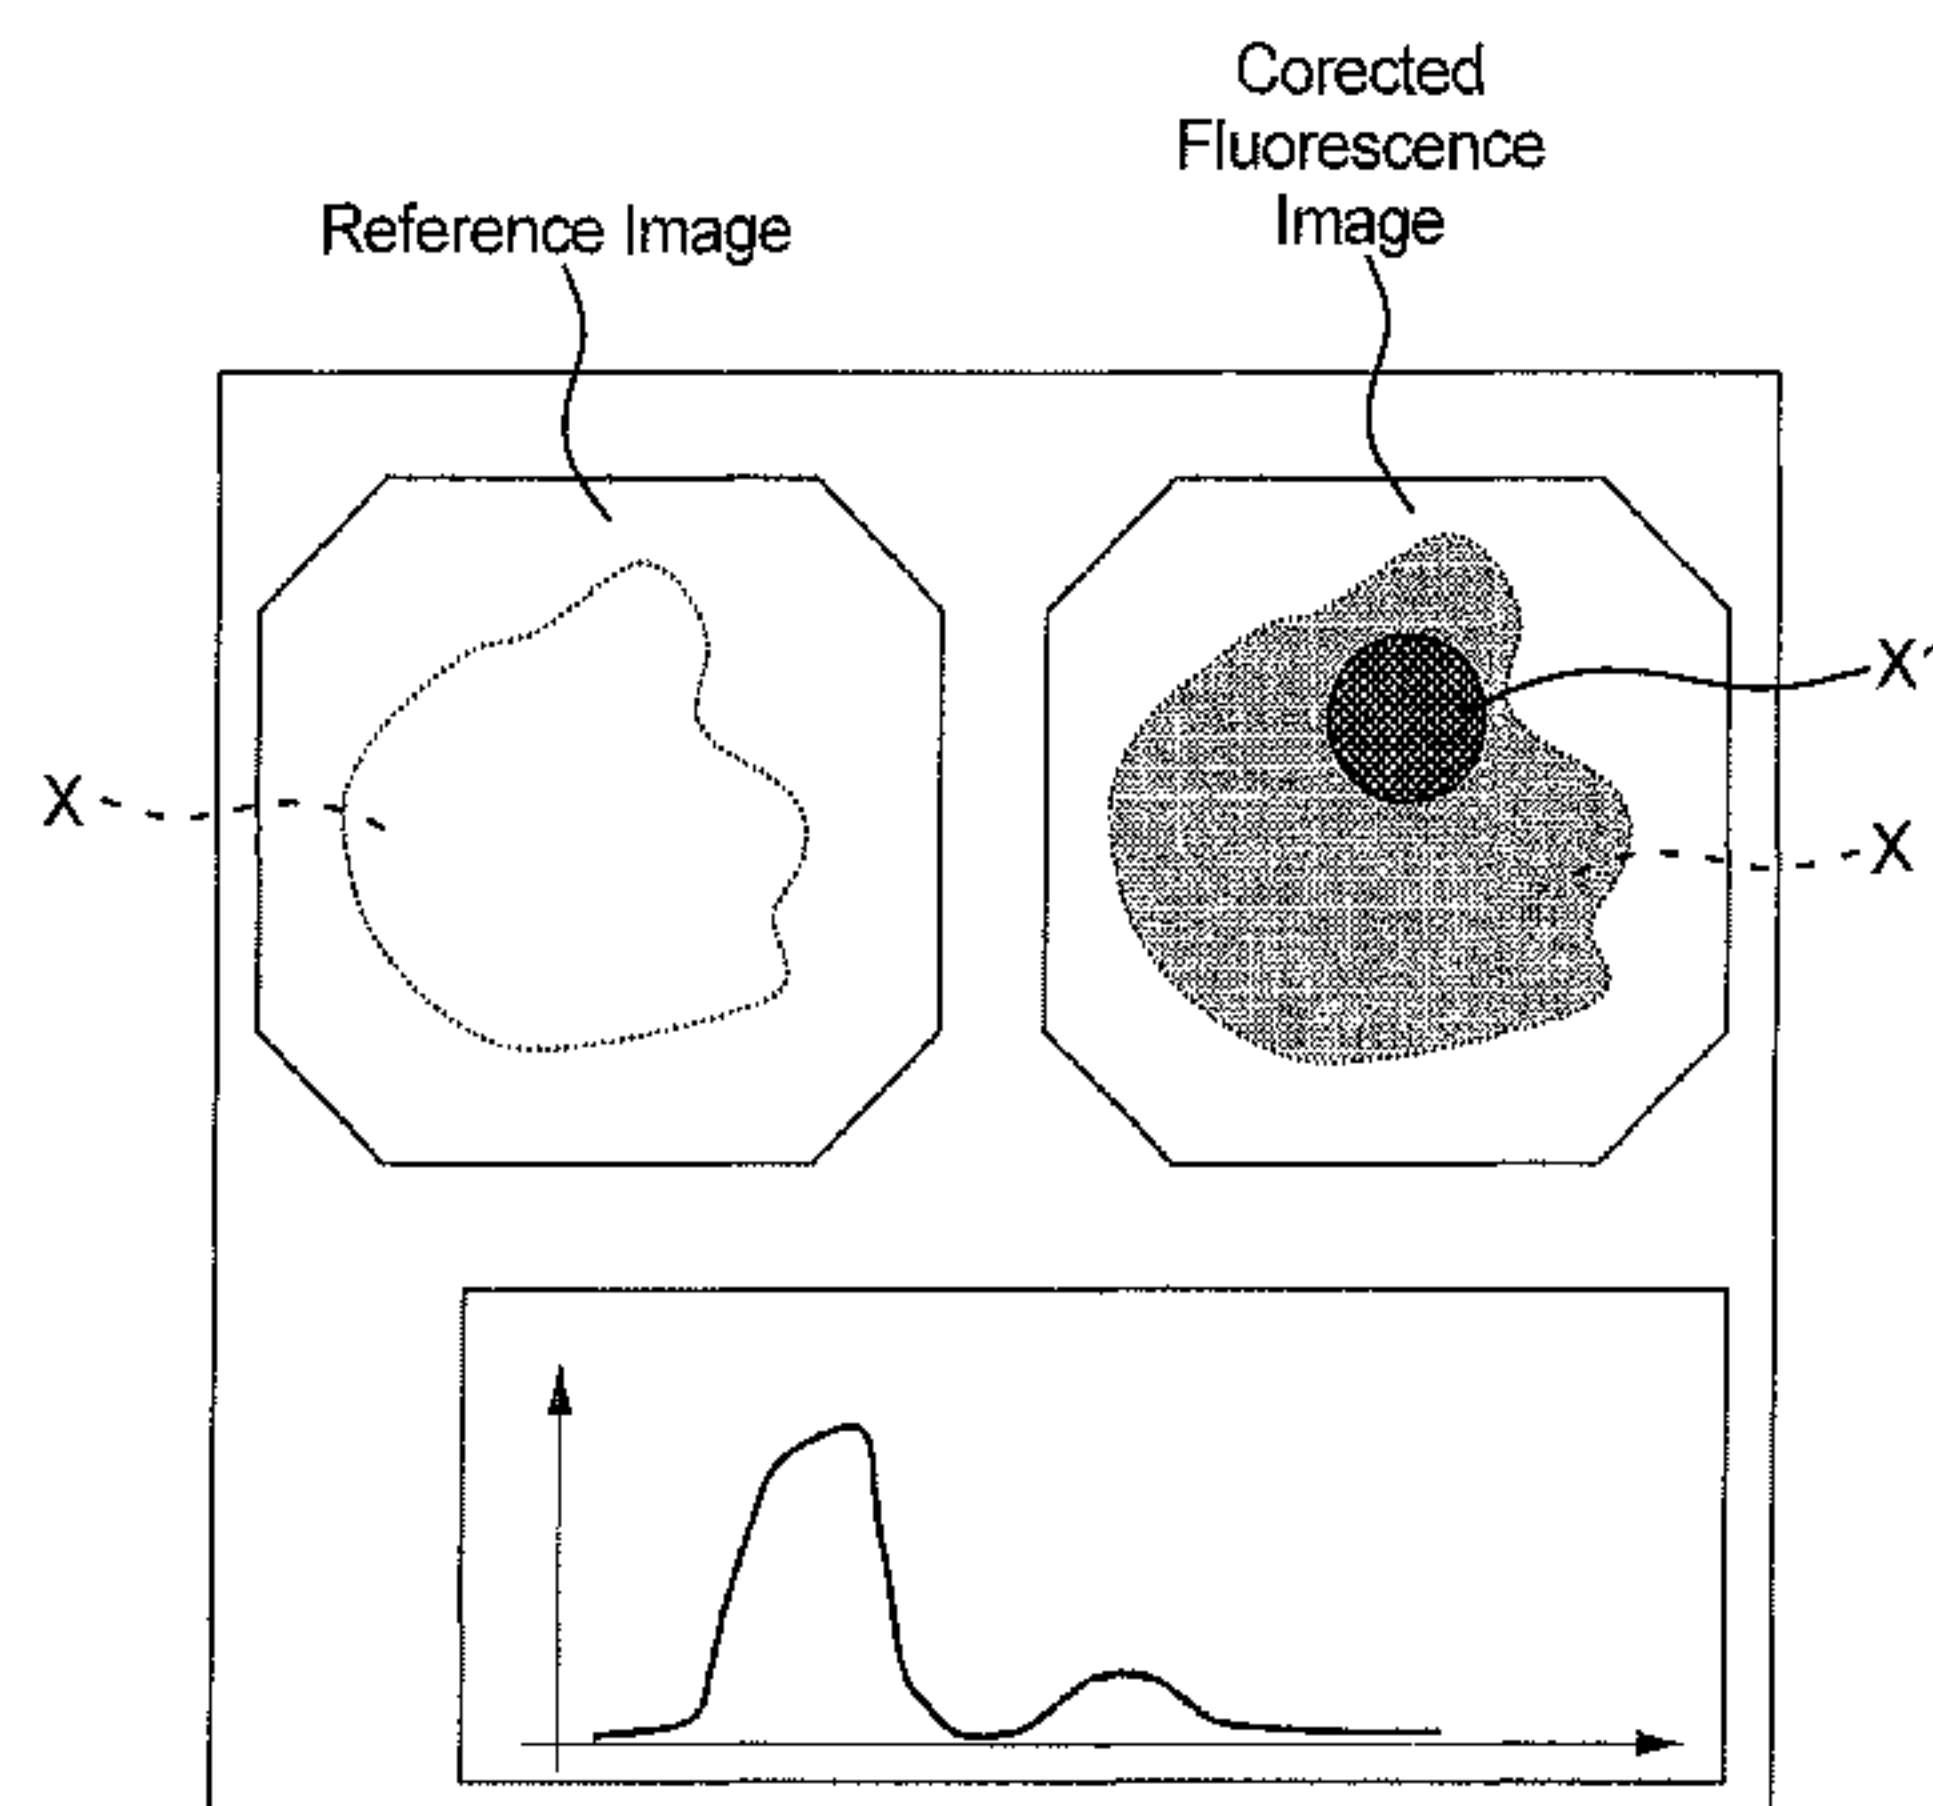 Corected
Fluorescence
Image
Reference Image
X'
X
X